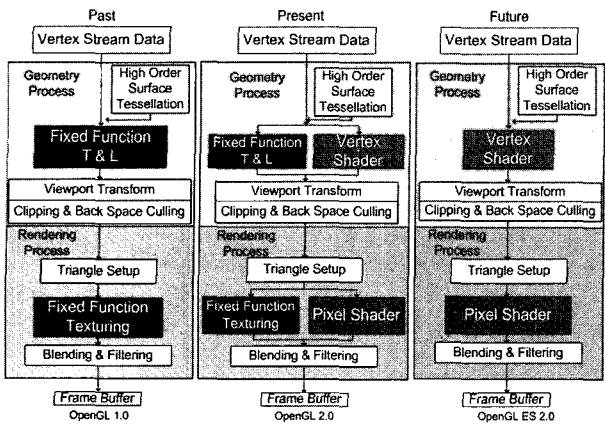 Past
Vertex Stream Data
Geometry
Process
High Order
Surface
Tessellation
Fixed Function
T & L
Viewport Transform
Clipping & Back Space Culling
Rendering
Process
Triangle Setup
Fixed Function
Texturing
Blending & Filtering
Frame Buffer
OpenGL 1.0
Present
Vertex Stream Data
Geometry
Process
High Order
Surface
Tessellation
Fixed Function
T & L
Vertex
Shader
Viewport Transform
Clipping & Back Space Culling
Rendering
Process
Triangle Setup
Fixed Function
Texturing
Pixel Shader
Blending & Filtering
Frame Buffer
OpenGL 2.0
Future
Vertex Stream Data
Geometry
Process
High Order
Surface
Tessellation
Vertex
Shader
Viewport Transform
Clipping & Back Space Culling
Rendering
Process
Triangle Setup
Pixel Shader
Blending & Filtering
Frame Buffer
OpenGL ES 2.0